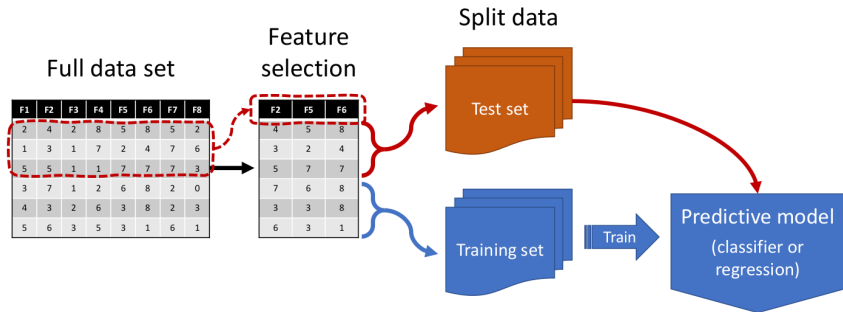 Full data set
F1 F2 F3 F4 F5 F6 F7 F8
2 4 2 8 5 8 5 2
1 3 1 7 2 4 7 6
5 5 1 1 7 7 7 3
3 7 1 2 6 8 2 0
4 3 2 6 3 8 2 3
5 6 3 5 3 1 6 1
Feature
selection
F2 F5 F6
4 5 8
3 2 4
5 7 7
7 6 8
3 3 8
6 3 1
Split data
Test set
Training set
Train
Predictive model
(classifier or
regression)